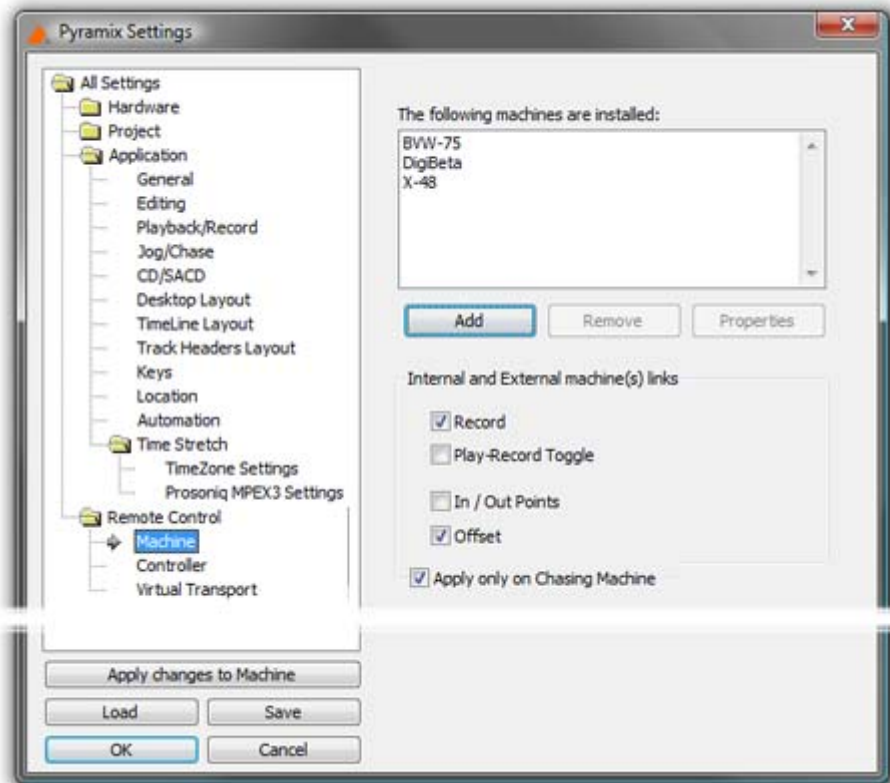 Pyramix Settings
All Settings
Hardware
Project
Application
General
Editing
Playback/Record
Jog/Chase
CD/SACD
Desktop Layout
TimeLine Layout
Track Headers Layout
Keys
Location
Automation
Time Stretch
TimeZone Settings
Prosoniq MPEX3 Settings
Remote Control
Machine
Controller
Virtual Transport
Apply changes to Machine
Load
Save
OK
Cancel
The following machines are installed:
BVW-75
DigiBeta
X-48
Add
Remove
Properties
Internal and External machine(s) links
Record
Play-Record Toggle
In / Out Points
Offset
Apply only on Chasing Machine